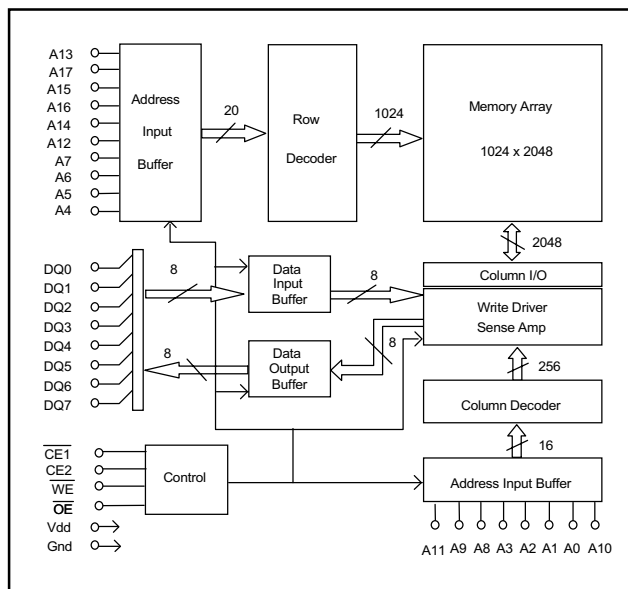 A13
A17
A15
A16
A14
A12
A7
A6
A5
A4
Address
Input
Buffer
20
Row
Decoder
1024
Memory Array
1024 x 2048
2048
DQ0
DQ1
DQ2
DQ3
DQ4
DQ5
DQ6
DQ7
8
Data
Input
Buffer
8
Column I/O
Write Driver
Sense Amp
8
Data
Output
Buffer
8
256
Column Decoder
16
CE1
CE2
WE
OE
Vdd
Gnd
Control
Address Input Buffer
A11 A9 A8 A3 A2 A1 A0 A10